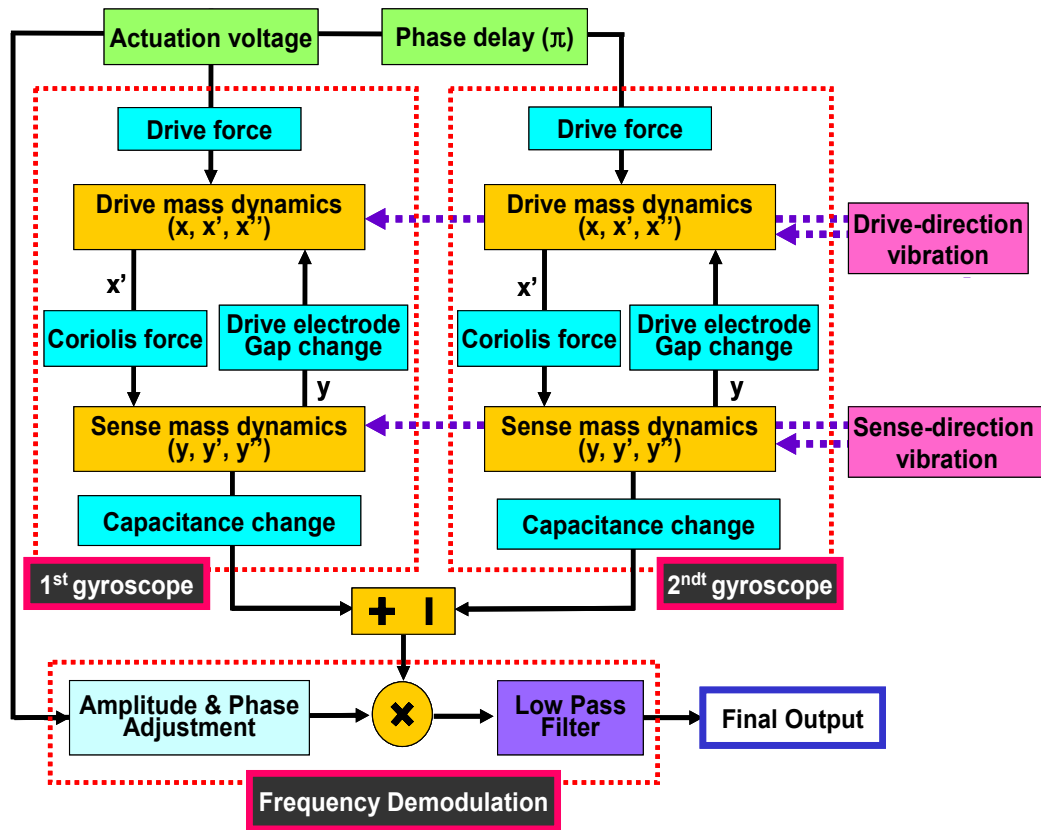 Actuation voltage
Phase delay (π)
Drive force
Drive force
Drive mass dynamics
(x, x’, x’’)
Drive mass dynamics
(x, x’, x’’)
Drive-direction
vibration
x’
x’
Coriolis force
Drive electrode
Gap change
Coriolis force
Drive electrode
Gap change
y
y
Sense mass dynamics
(y, y’, y’’)
Sense mass dynamics
(y, y’, y’’)
Sense-direction
vibration
Capacitance change
Capacitance change
1st gyroscope
2ndt gyroscope
+ I
Amplitude & Phase
Adjustment
×
Low Pass
Filter
Final Output
Frequency Demodulation